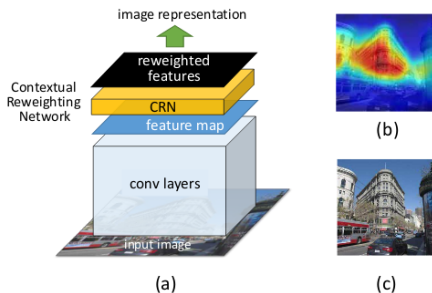 image representation
reweighted
features
Contextual
Reweighting
Network
CRN
feature map
conv layers
input image
(a)
(b)
(c)